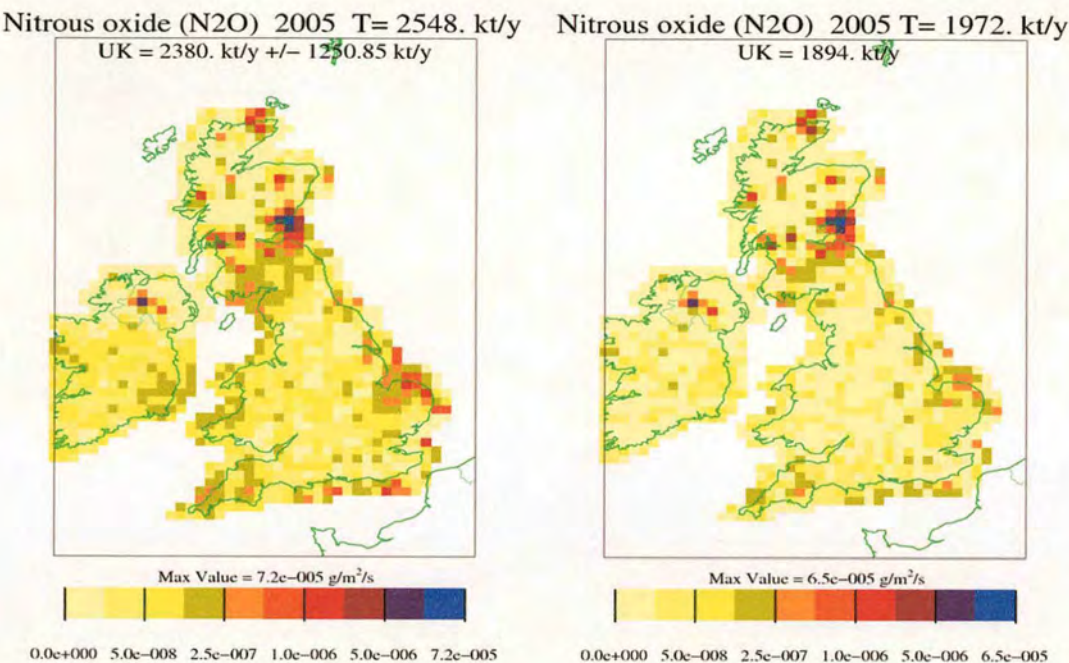 Nitrous oxide (N2O) 2005 T= 2548. kt/y
UK = 2380. kt/y +/− 1250.85 kt/y
Max Value = 7.2e−005 g/m²/s
0.0e+000 5.0e−008 2.5e−007 1.0e−006 5.0e−006 7.2e−005
Nitrous oxide (N2O) 2005 T= 1972. kt/y
UK = 1894. kt/y
Max Value = 6.5e−005 g/m²/s
0.0e+000 5.0e−008 2.5e−007 1.0e−006 5.0e−006 6.5e−005